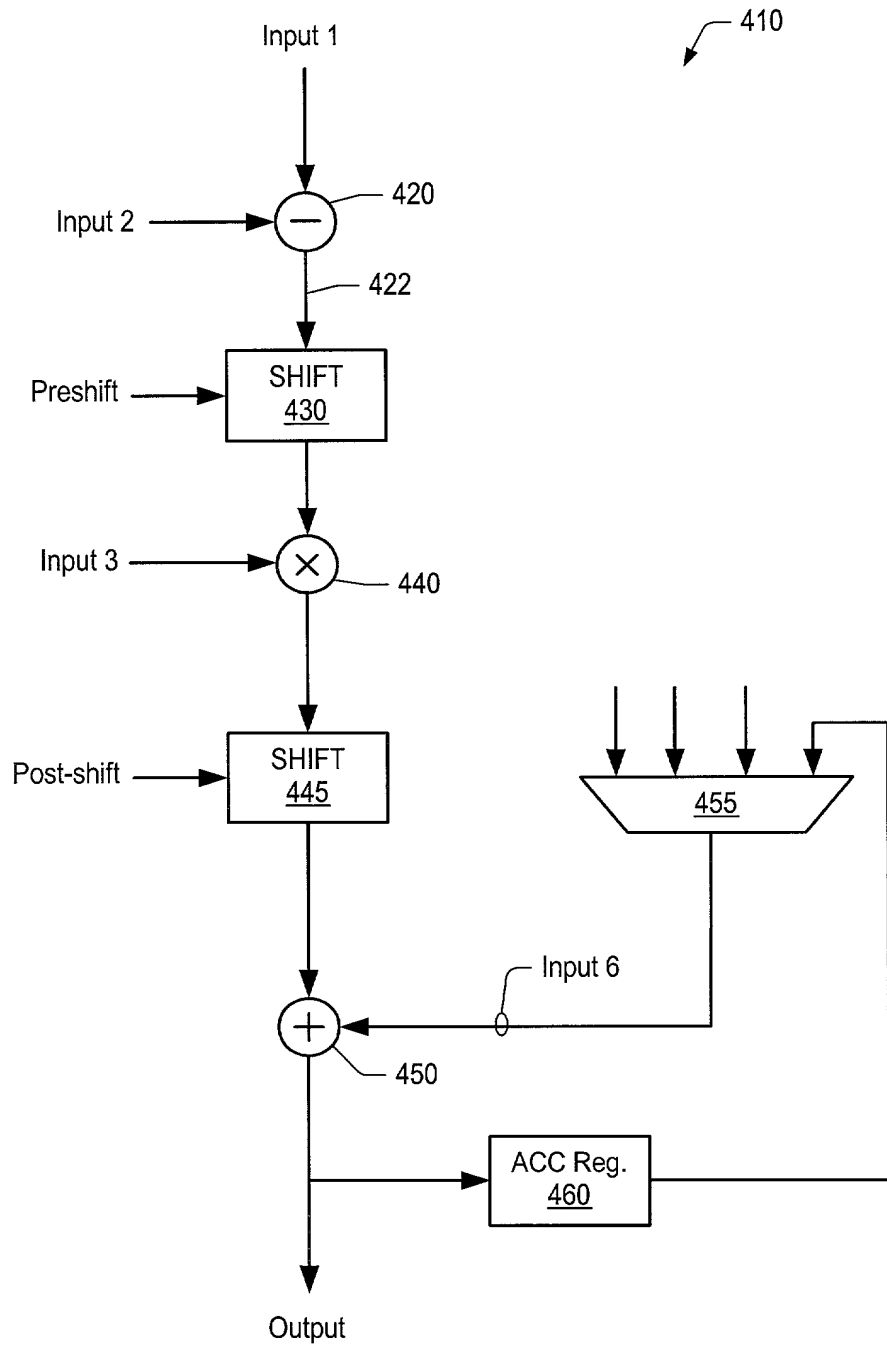 Input 1
410
420
Input 2
−
422
SHIFT
430
Preshift
Input 3
×
440
SHIFT
445
Post-shift
455
Input 6
+
450
ACC Reg.
460
Output